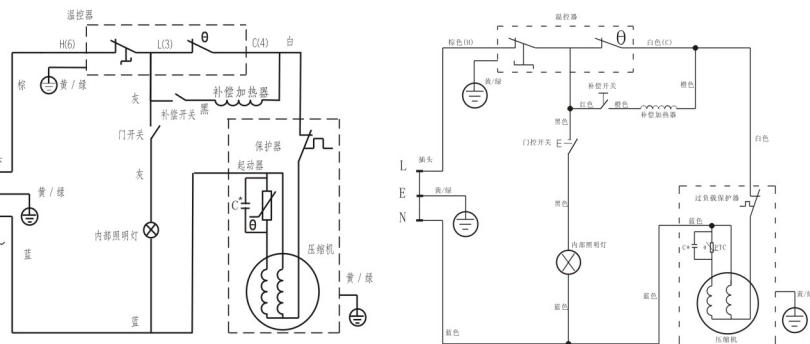 温控器
H(6)
L(3)
θ
C(4)
白
棕
黄/绿
灰
补偿加热器
补偿开关
黑
门开关
保护器
起动器
灰
黄/绿
C*
θ
内部照明灯
压缩机
蓝
黄/绿
蓝
温控器
棕色(H)
θ
白色(C)
黄/绿
补偿开关
橙色
红色
橙色
补偿加热器
黑色
门控开关
白色
L
插头
E
黄/绿
N
黑色
过负载保护器
蓝色
内部照明灯
C*
PTC
蓝色
蓝色
黄/绿
蓝色
压缩机